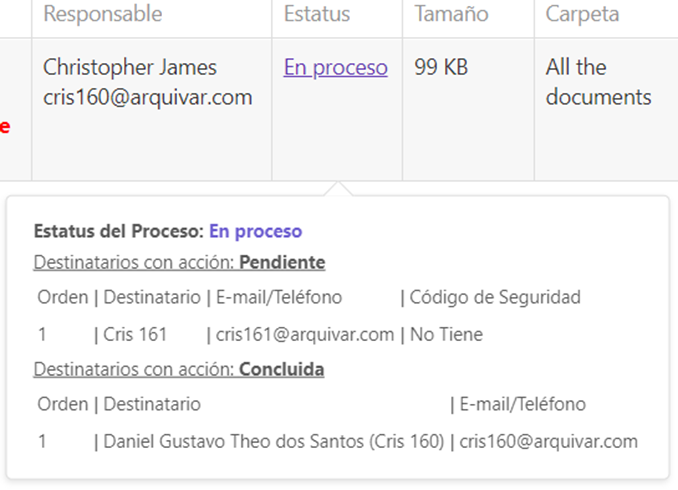 Responsable Estatus Tamaño Carpeta
Christopher James En proceso 99 KB All the
cris160@arquivar.com documents
e
Estatus del Proceso: En proceso
Destinatarios con acción: Pendiente
Orden | Destinatario | E-mail/Teléfono | Código de Seguridad
1 | Cris 161 | cris161@arquivar.com | No Tiene
Destinatarios con acción: Concluida
Orden | Destinatario | E-mail/Teléfono
1 | Daniel Gustavo Theo dos Santos (Cris 160) | cris160@arquivar.com